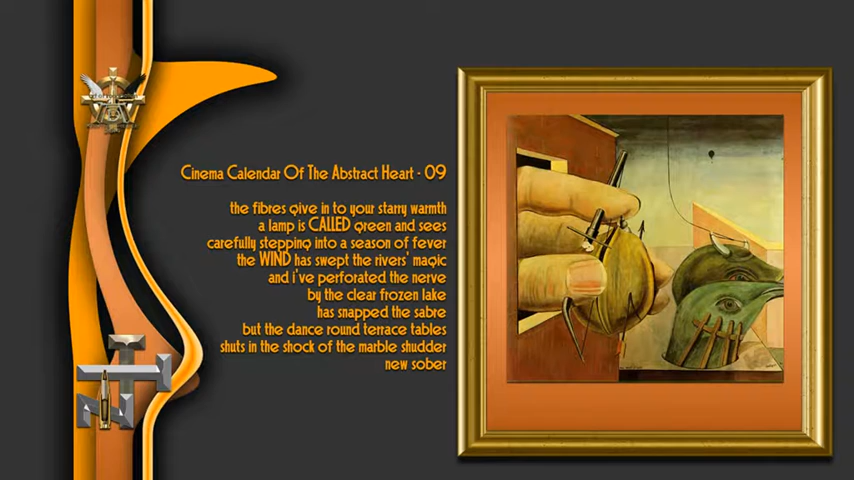 Cinema Calendar Of The Abstract Heart - 09
the fibres give in to your starry warmth
a lamp is CALLED green and sees
carefully stepping into a season of fever
the WIND has swept the rivers' magic
and i've perforated the nerve
by the clear frozen lake
has snapped the sabre
but the dance round terrace tables
shuts in the shock of the marble shudder
new sober